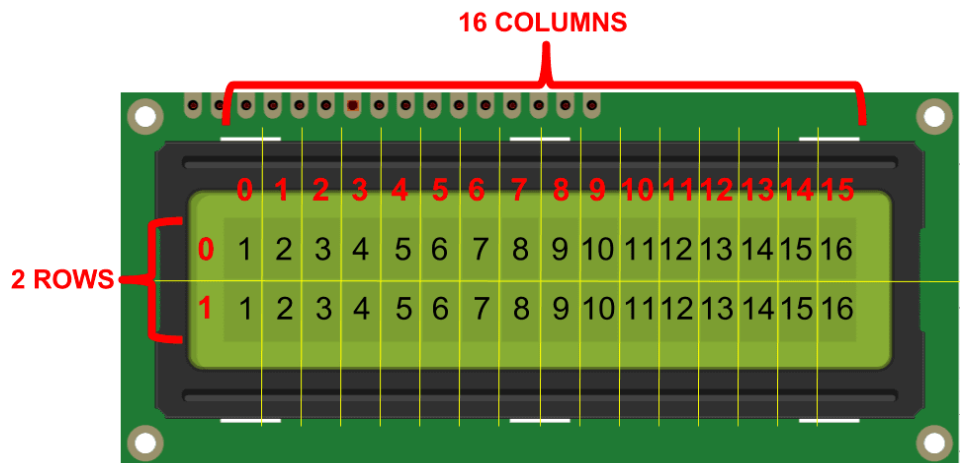 16 COLUMNS
0 1 2 3 4 5 6 7 8 9 10 11 12 13 14 15
0 1 2 3 4 5 6 7 8 9 10 11 12 13 14 15 16
2 ROWS
1 1 2 3 4 5 6 7 8 9 10 11 12 13 14 15 16